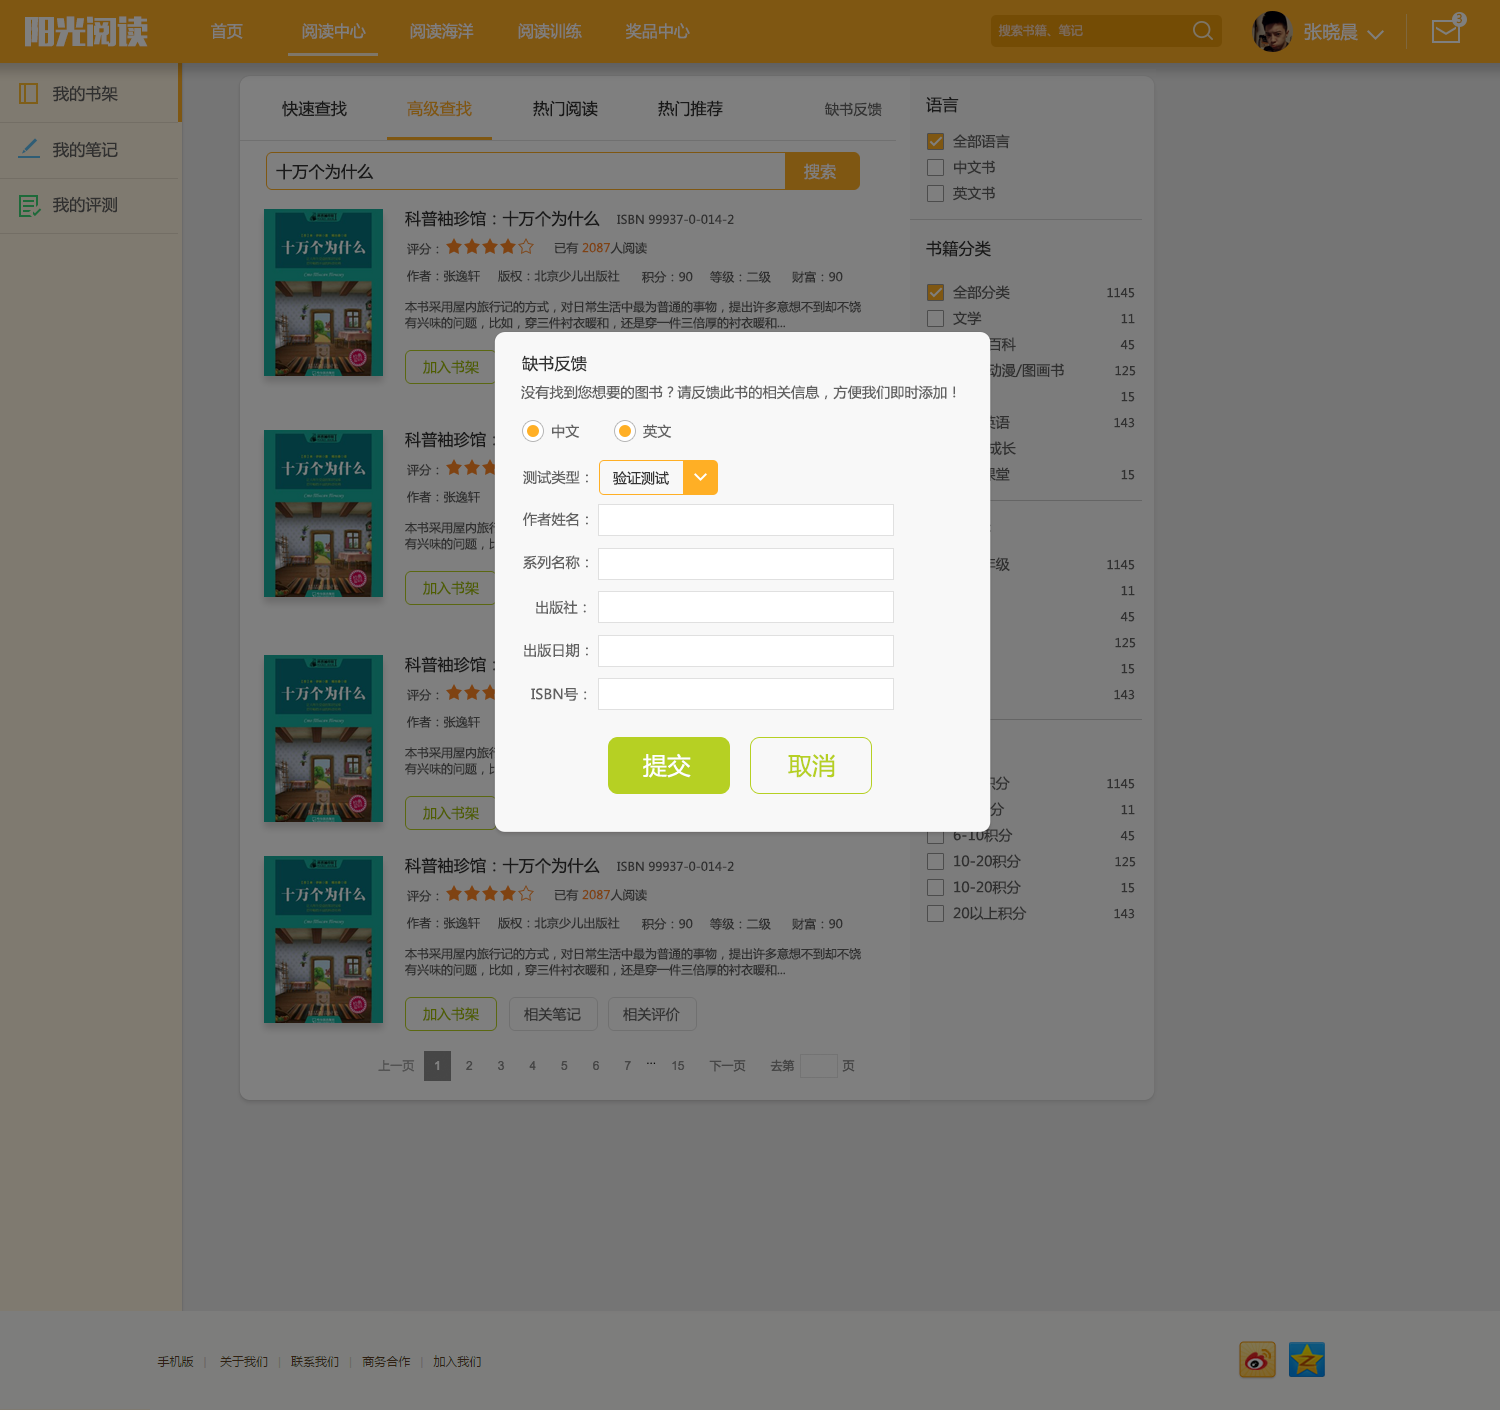 阳光阅读
首页 阅读中心 阅读海洋 阅读训练 奖品中心
搜索书籍、笔记
张晓晨
3
我的书架
我的笔记
我的评测
快速查找 高级查找 热门阅读 热门推荐 缺书反馈
十万个为什么 搜索
十万个为什么
科普袖珍馆：十万个为什么 ISBN 99937-0-014-2
评分： 已有 2087人阅读
作者：张逸轩 版权：北京少儿出版社 积分：90 等级：二级 财富：90
本书采用屋内旅行记的方式，对日常生活中最为普通的事物，提出许多意想不到却不饶
有兴味的问题，比如，穿三件衬衣暖和，还是穿一件三倍厚的衬衣暖和...
加入书架
十万个为什么
科普袖珍馆：
评分：
作者：张逸轩
本书采用屋内旅行
有兴味的问题，比
加入书架
十万个为什么
科普袖珍馆：
评分：
作者：张逸轩
本书采用屋内旅行
有兴味的问题，比
加入书架
十万个为什么
科普袖珍馆：十万个为什么 ISBN 99937-0-014-2
评分： 已有 2087人阅读
作者：张逸轩 版权：北京少儿出版社 积分：90 等级：二级 财富：90
本书采用屋内旅行记的方式，对日常生活中最为普通的事物，提出许多意想不到却不饶
有兴味的问题，比如，穿三件衬衣暖和，还是穿一件三倍厚的衬衣暖和...
加入书架 相关笔记 相关评价
上一页 1 2 3 4 5 6 7 ... 15 下一页 去第 页
语言
全部语言
中文书
英文书
书籍分类
全部分类 1145
文学 11
百科 45
动漫/图画书 125
15
英语 143
成长
课堂 15
年级 1145
11
45
125
15
143
积分 1145
分 11
6-10积分 45
10-20积分 125
10-20积分 15
20以上积分 143
缺书反馈
没有找到您想要的图书？请反馈此书的相关信息，方便我们即时添加！
中文 英文
测试类型： 验证测试
作者姓名：
系列名称：
出版社：
出版日期：
ISBN号：
提交 取消
手机版 | 关于我们 | 联系我们 | 商务合作 | 加入我们